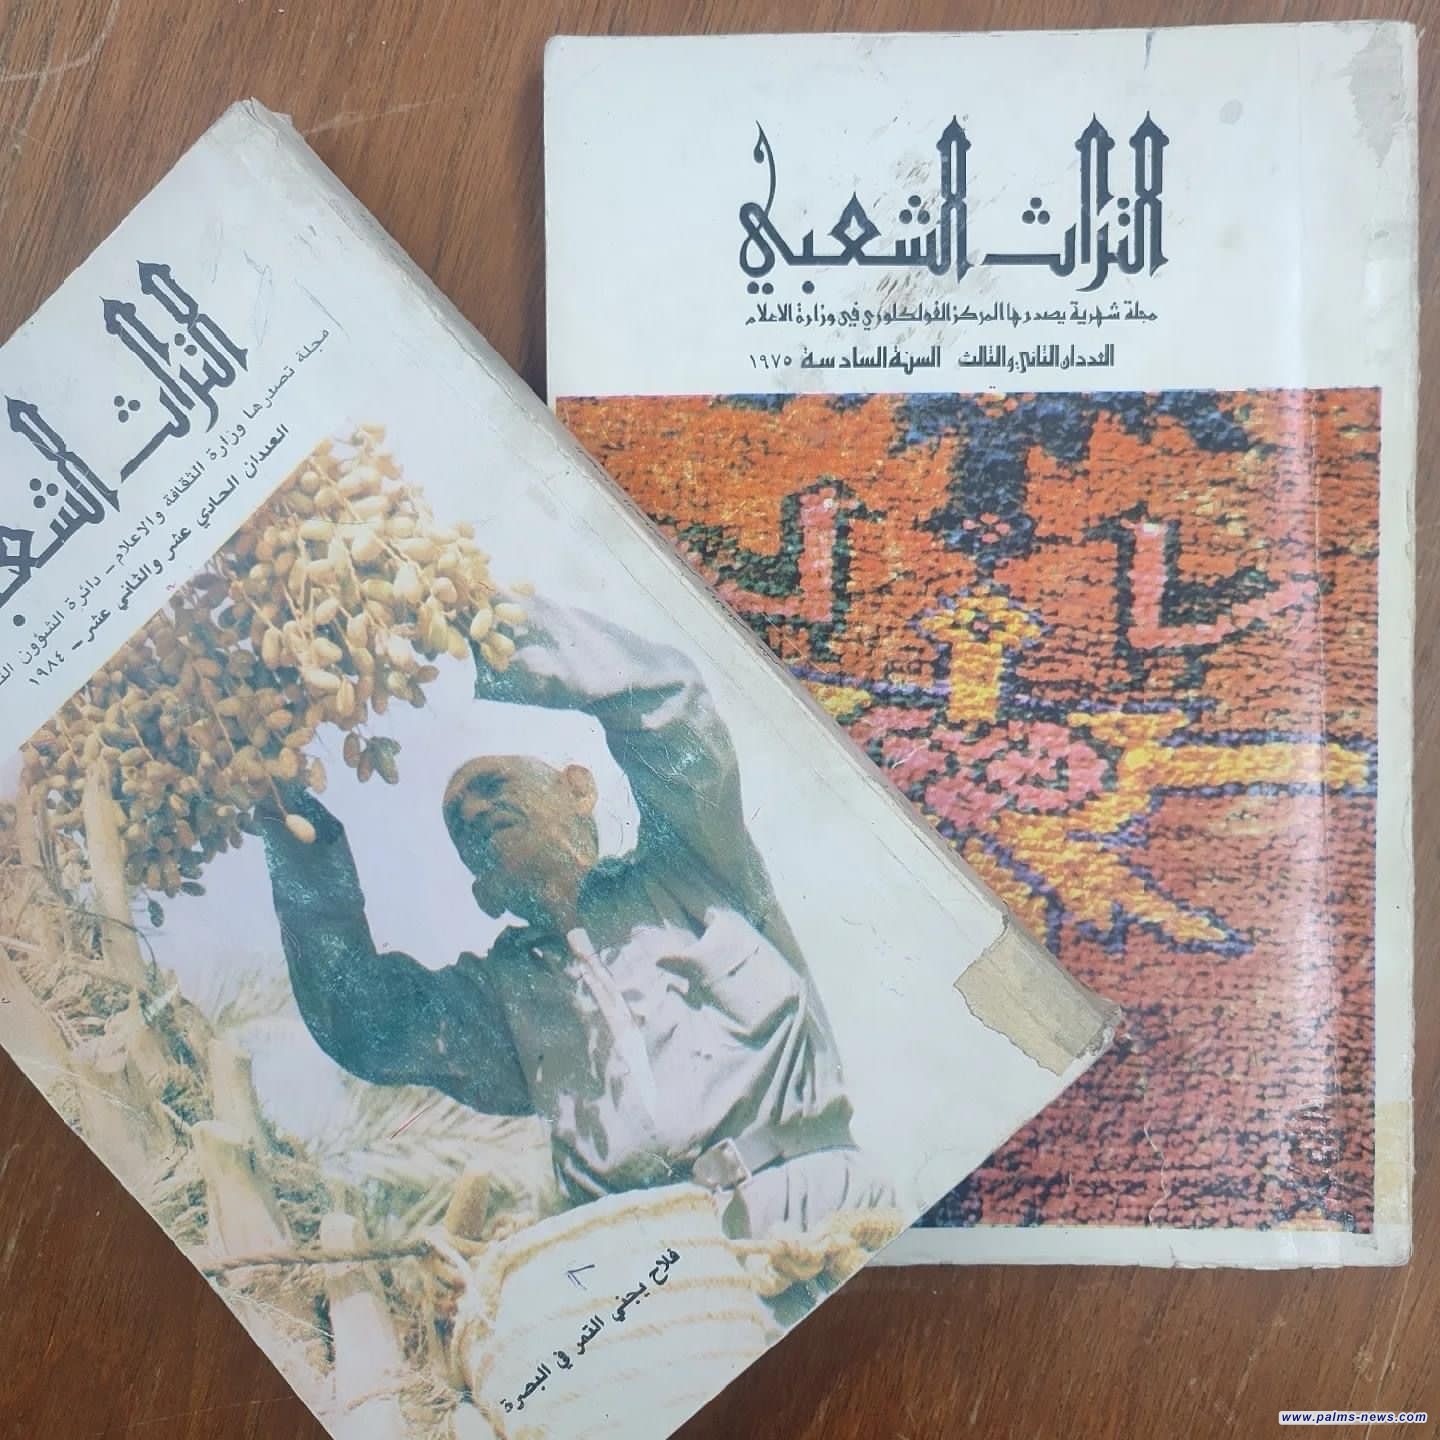 التراث الشعبي
مجلة شهرية يصدرها المركز الفولكلوري في وزارة الاعلام
العددان الثاني والثالث السنة السادسة ١٩٧٥
التراث الشعب
مجلة تصدرها وزارة الثقافة والاعلام - دائرة الشؤون
العددان الحادي عشر والثاني عشر - ١٩٨٤
فلاح يجني التمر في البصرة
www.palms-news.com